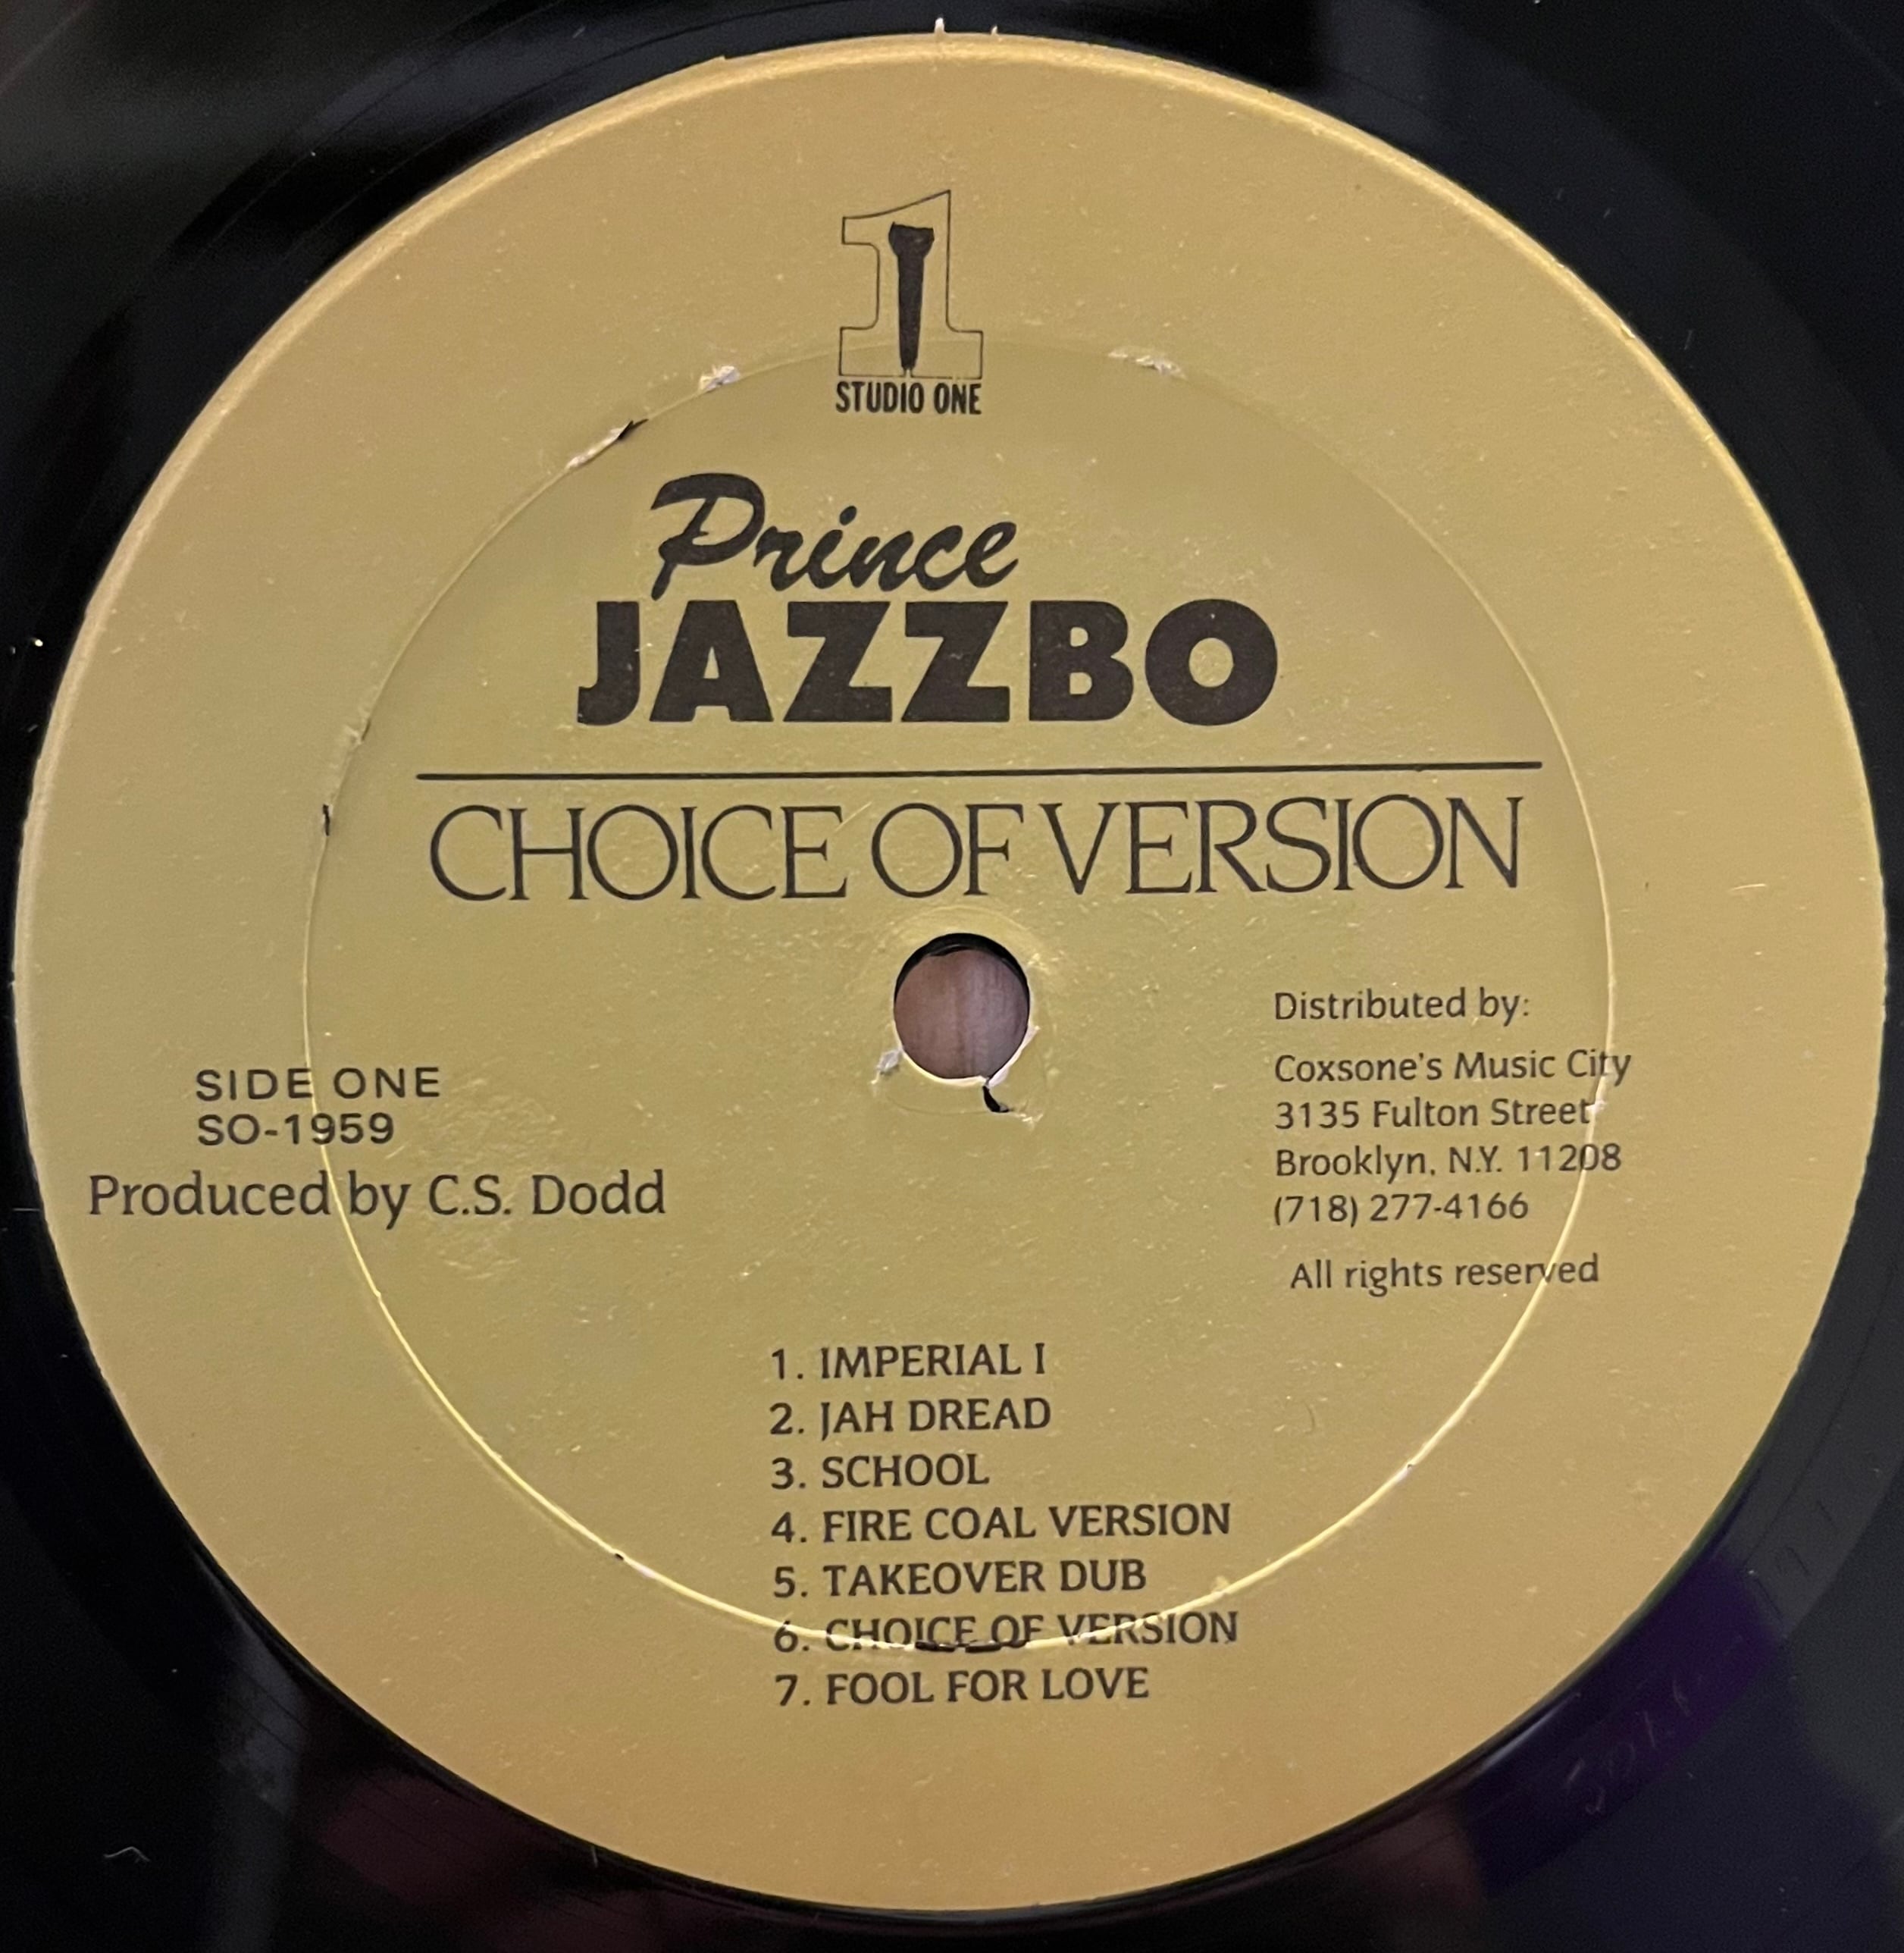 1
STUDIO ONE
Prince
JAZZBO
CHOICE OF VERSION
SIDE ONE
SO-1959
Produced by C.S. Dodd
Distributed by:
Coxsone's Music City
3135 Fulton Street
Brooklyn, N.Y. 11208
(718) 277-4166
All rights reserved
1. IMPERIAL I
2. JAH DREAD
3. SCHOOL
4. FIRE COAL VERSION
5. TAKEOVER DUB
6. CHOICE OF VERSION
7. FOOL FOR LOVE